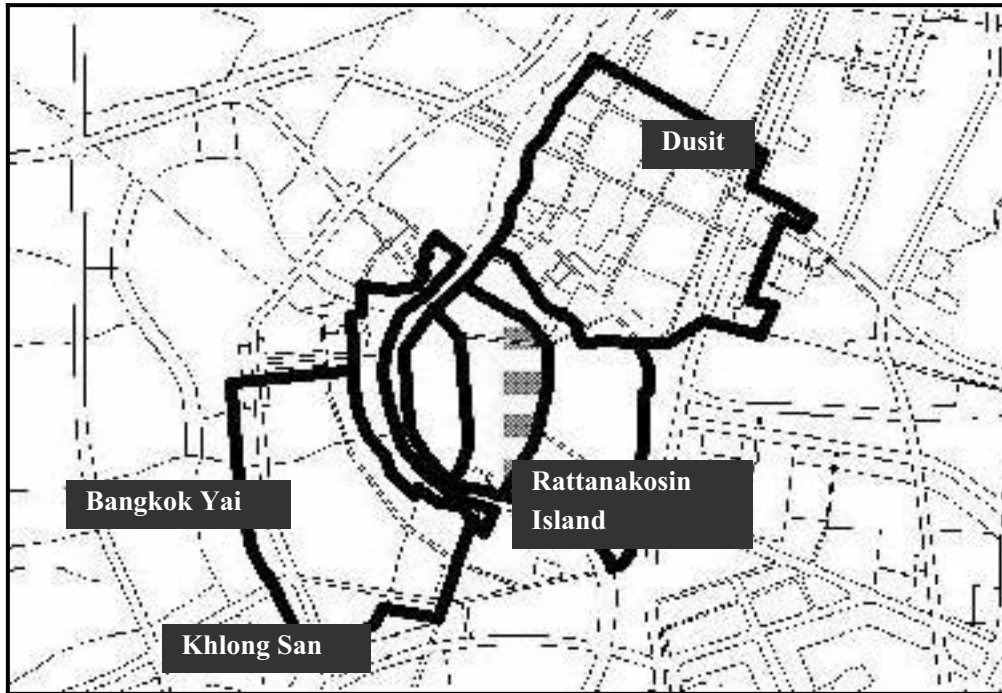 Dusit
Bangkok Yai
Rattanakosin
Island
Khlong San